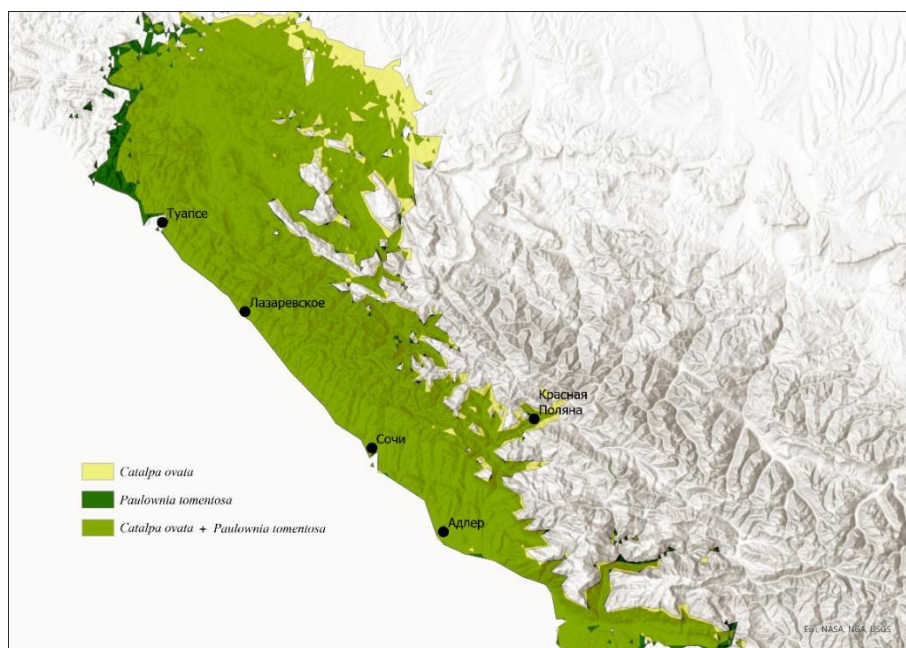 Туапсе
Лазаревское
Красная
Поляна
Сочи
Catalpa ovata
Paulownia tomentosa
Catalpa ovata + Paulownia tomentosa
Адлер
Esri, NASA, NGA, USGS